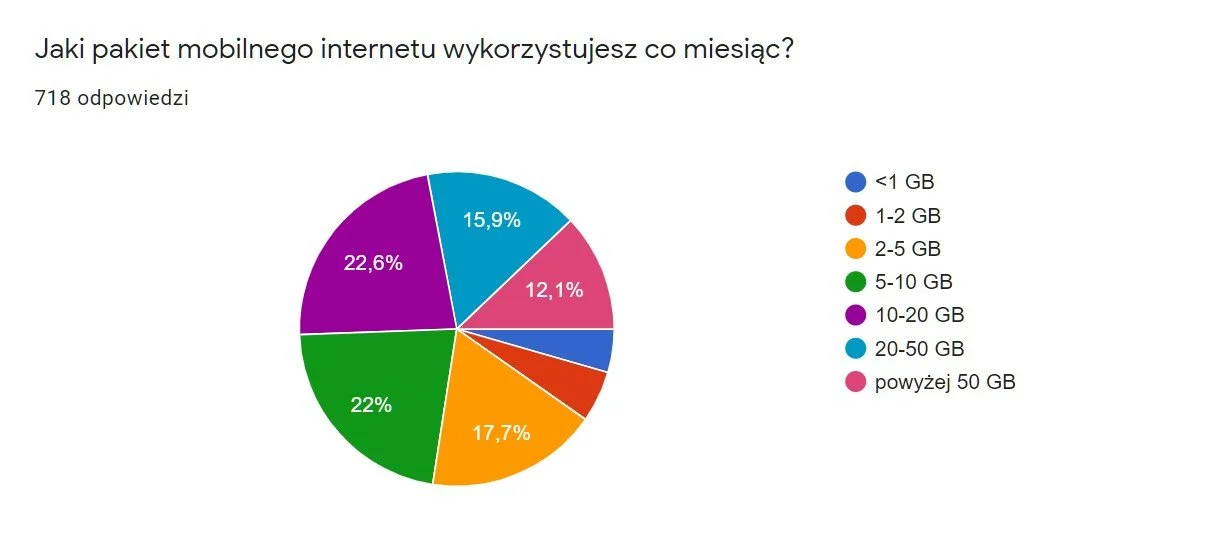 Jaki pakiet mobilnego internetu wykorzystujesz co miesiąc?
718 odpowiedzi
15,9%
22,6%
12,1%
22%
17,7%
<1 GB
1-2 GB
2-5 GB
5-10 GB
10-20 GB
20-50 GB
powyżej 50 GB